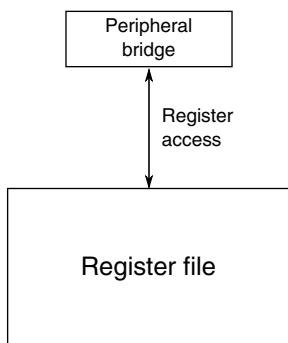 Peripheral
bridge
Register
access
Register file